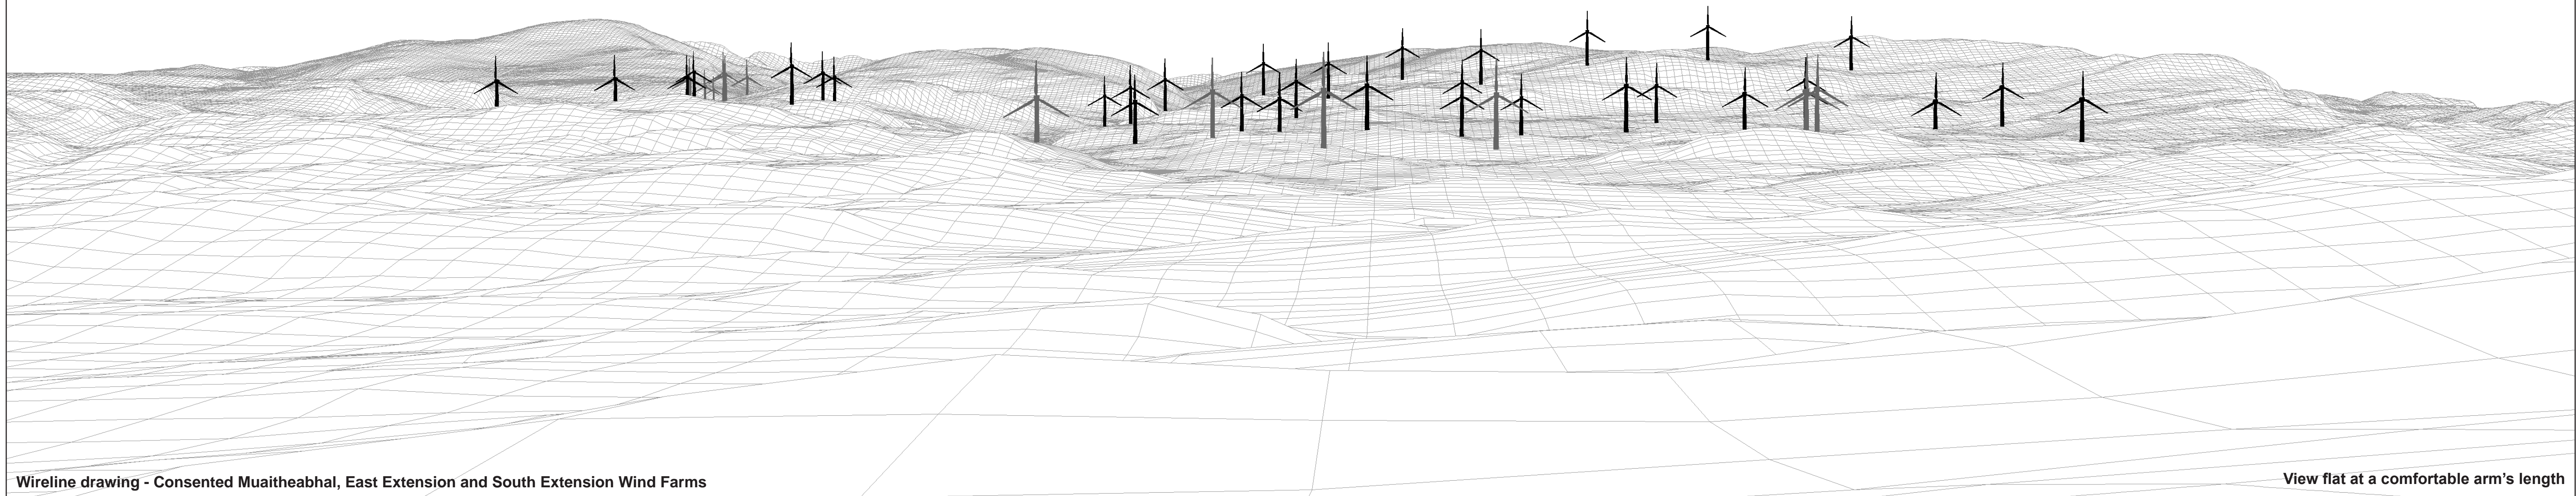 Wireline drawing - Consented Muaitheabhal, East Extension and South Extension Wind Farms
View flat at a comfortable arm’s length